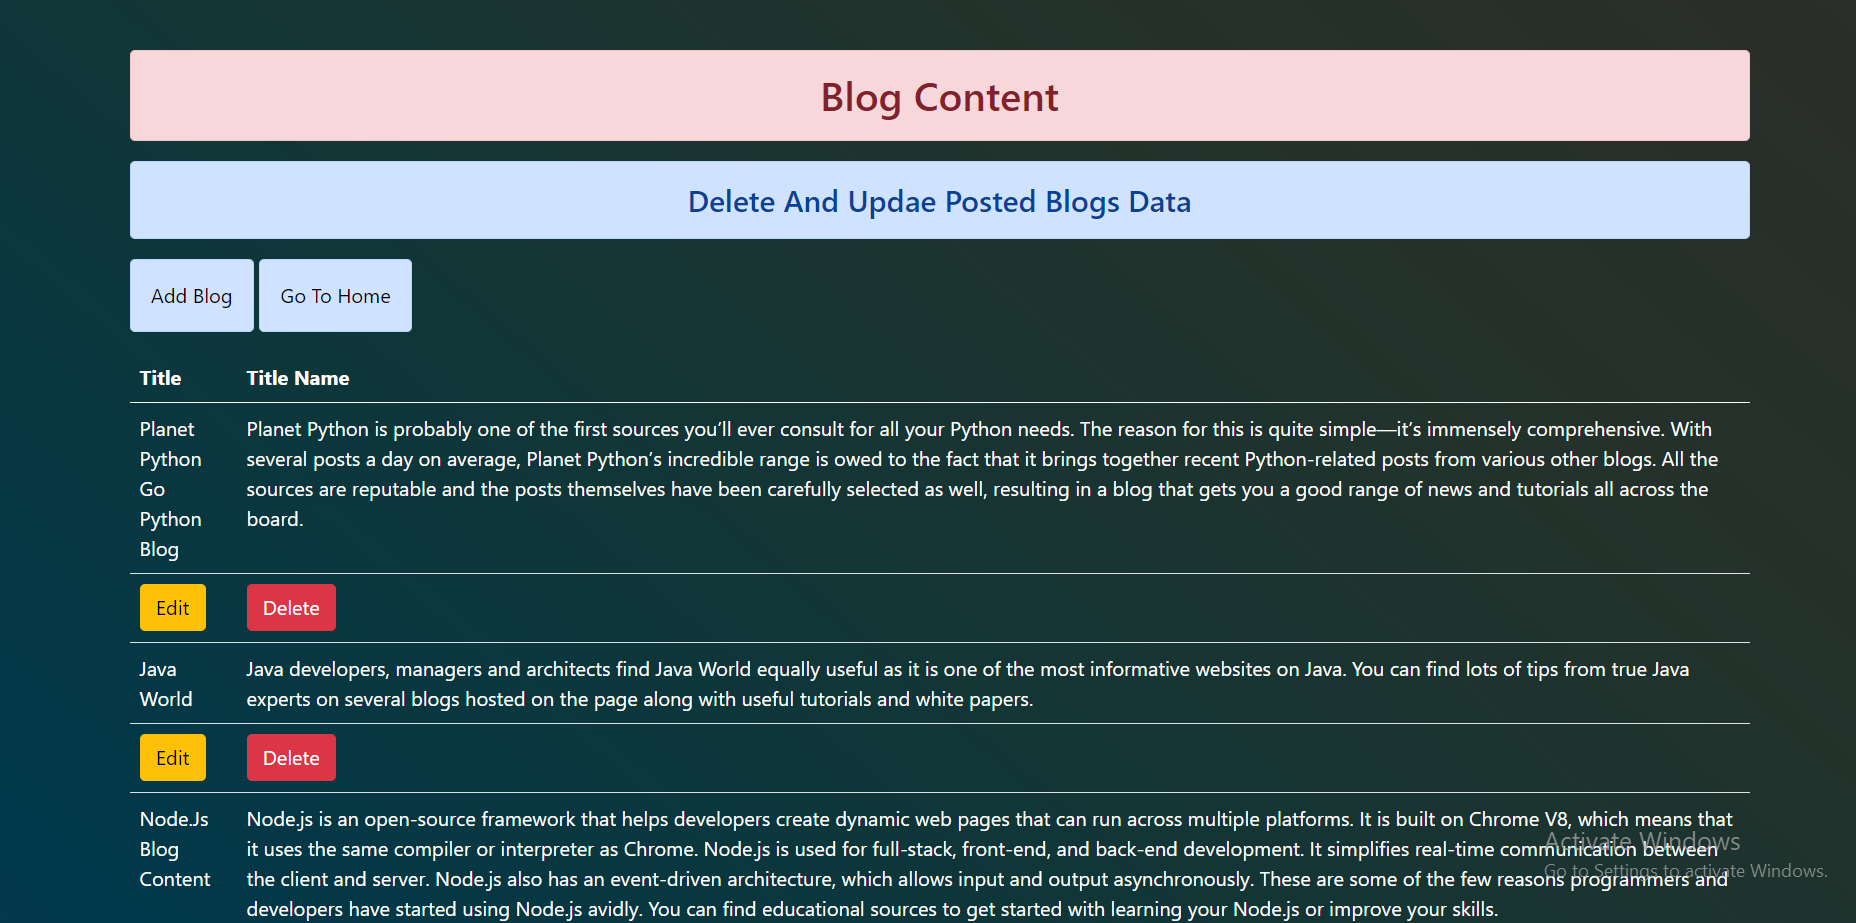 Blog Content
Delete And Updae Posted Blogs Data
Add Blog Go To Home
Title Title Name
Planet Planet Python is probably one of the first sources you’ll ever consult for all your Python needs. The reason for this is quite simple—it’s immensely comprehensive. With
Python several posts a day on average, Planet Python’s incredible range is owed to the fact that it brings together recent Python-related posts from various other blogs. All the
Go sources are reputable and the posts themselves have been carefully selected as well, resulting in a blog that gets you a good range of news and tutorials all across the
Python board.
Blog
Edit Delete
Java Java developers, managers and architects find Java World equally useful as it is one of the most informative websites on Java. You can find lots of tips from true Java
World experts on several blogs hosted on the page along with useful tutorials and white papers.
Edit Delete
Node.Js Node.js is an open-source framework that helps developers create dynamic web pages that can run across multiple platforms. It is built on Chrome V8, which means that
Blog it uses the same compiler or interpreter as Chrome. Node.js is used for full-stack, front-end, and back-end development. It simplifies real-time communication between
Content the client and server. Node.js also has an event-driven architecture, which allows input and output asynchronously. These are some of the few reasons programmers and
developers have started using Node.js avidly. You can find educational sources to get started with learning your Node.js or improve your skills.
Activate Windows
Go to Settings to activate Windows.